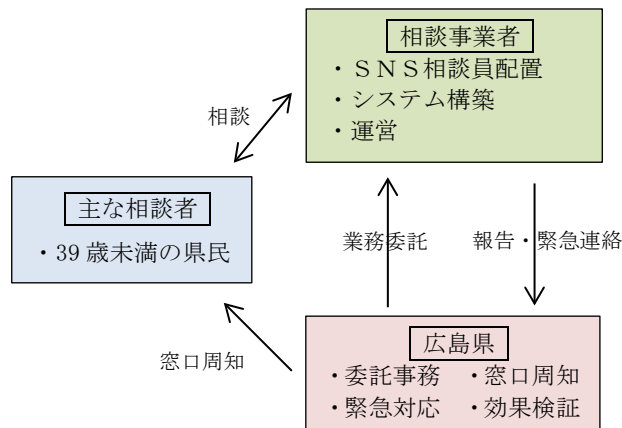 相談事業者
・ＳＮＳ相談員配置
・システム構築
・運営
相談
主な相談者
・39歳未満の県民
業務委託
報告・緊急連絡
窓口周知
広島県
・委託事務 ・窓口周知
・緊急対応 ・効果検証